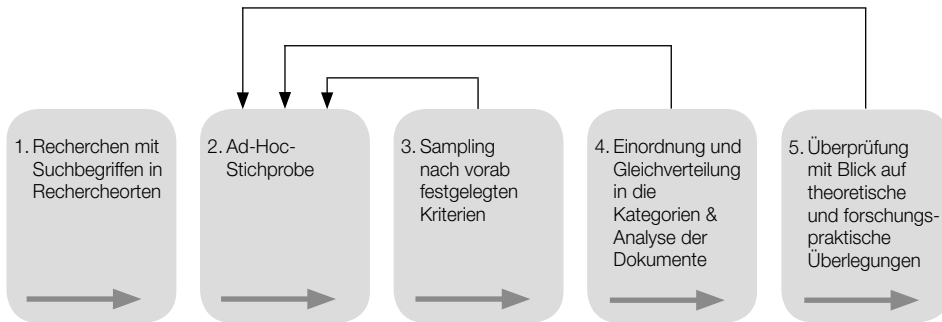 1. Recherchen mit
Suchbegriffen in
Rechercheorten
2. Ad-Hoc-
Stichprobe
3. Sampling
nach vorab
festgelegten
Kriterien
4. Einordnung und
Gleichverteilung
in die
Kategorien &
Analyse der
Dokumente
5. Überprüfung
mit Blick auf
theoretische
und forschungs-
praktische
Überlegungen